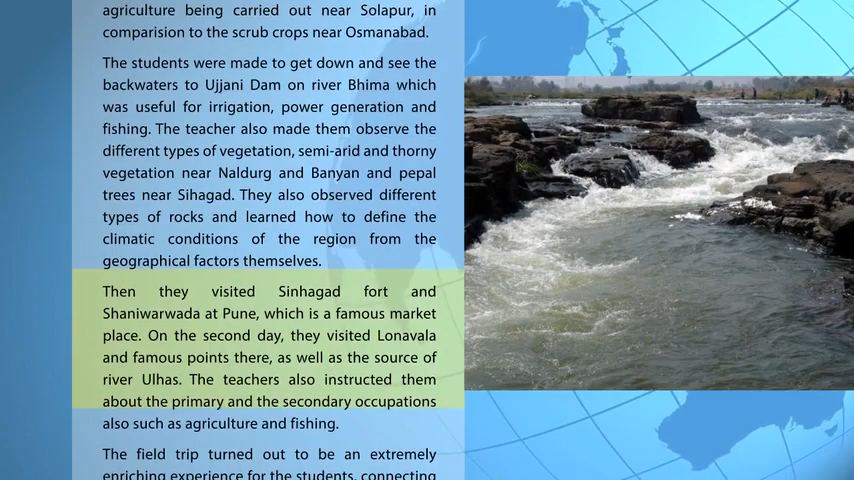 agriculture being carried out near Solapur, in
comparision to the scrub crops near Osmanabad.
The students were made to get down and see the
backwaters to Ujjani Dam on river Bhima which
was useful for irrigation, power generation and
fishing. The teacher also made them observe the
different types of vegetation, semi-arid and thorny
vegetation near Naldurg and Banyan and pepal
trees near Sihagad. They also observed different
types of rocks and learned how to define the
climatic conditions of the region from the
geographical factors themselves.
Then they visited Sinhagad fort and
Shaniwarwada at Pune, which is a famous market
place. On the second day, they visited Lonavala
and famous points there, as well as the source of
river Ulhas. The teachers also instructed them
about the primary and the secondary occupations
also such as agriculture and fishing.
The field trip turned out to be an extremely
enriching experience for the students, connecting